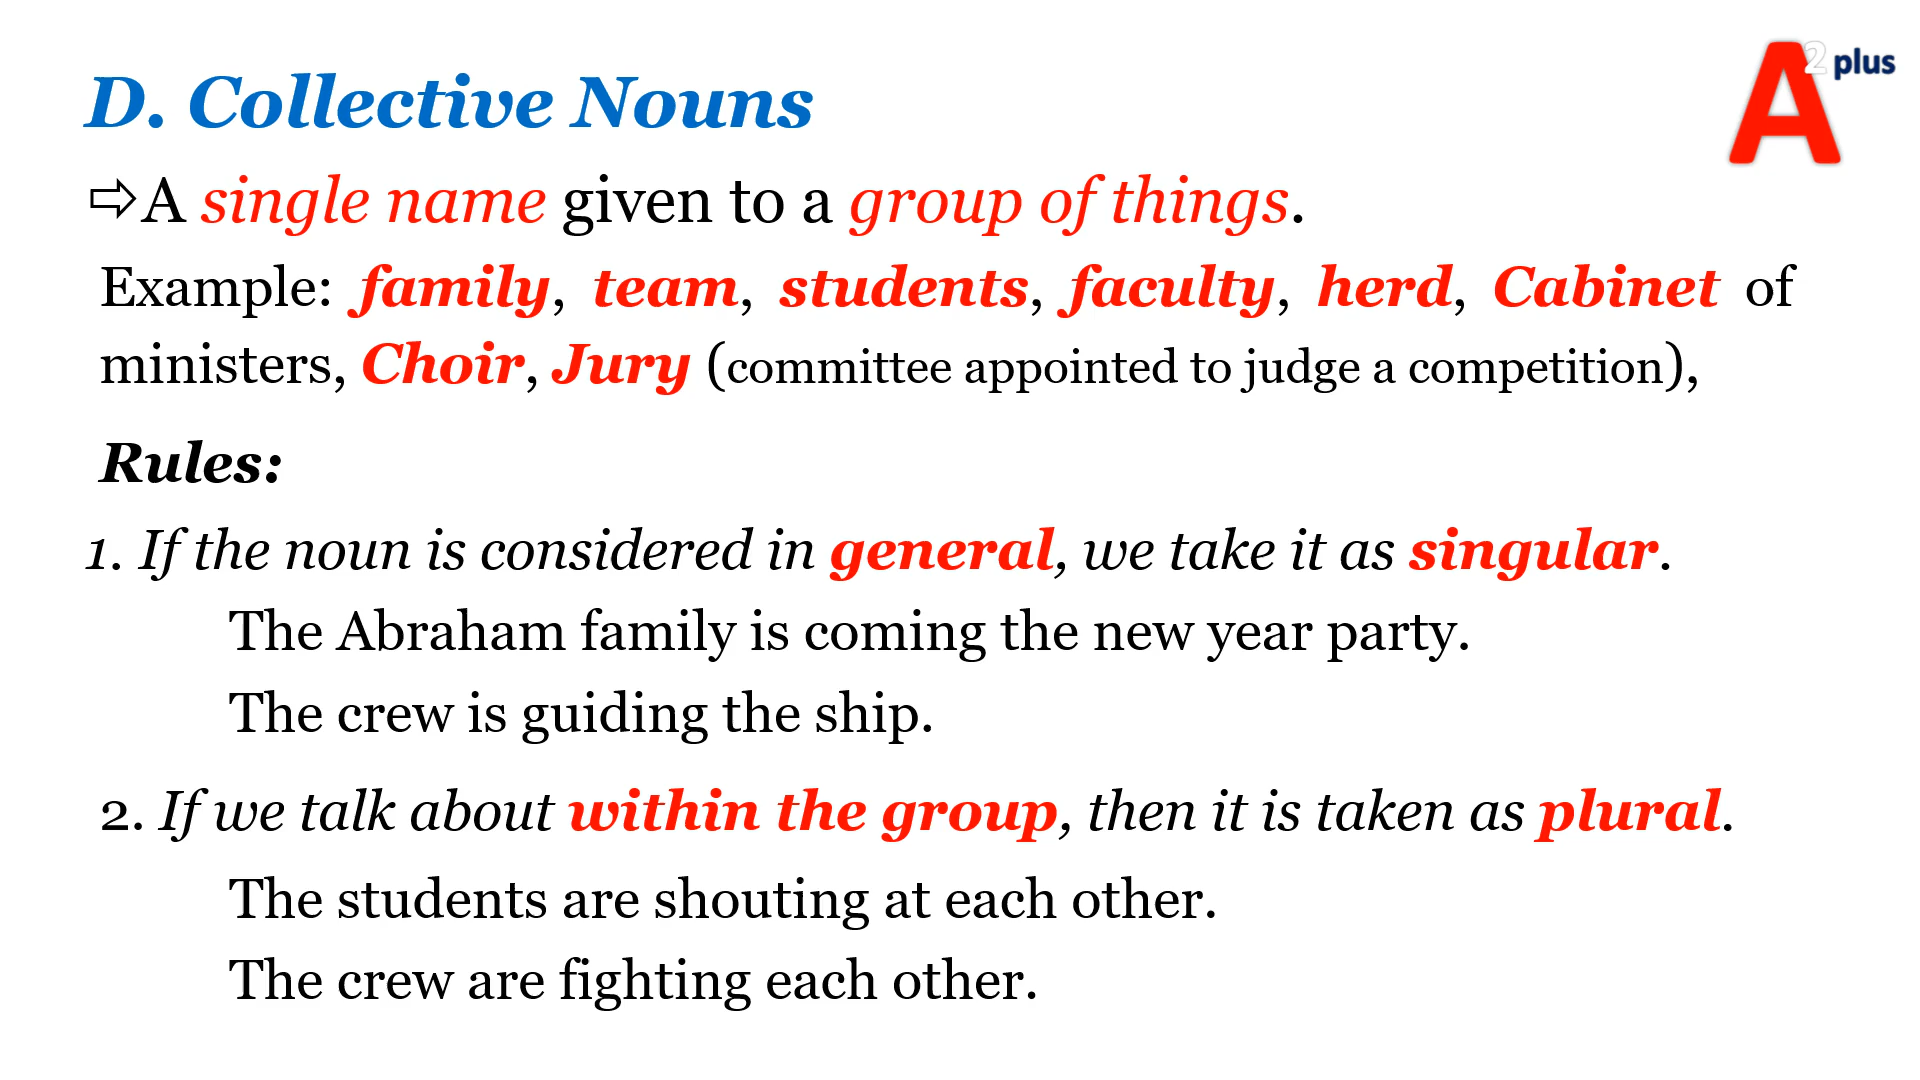 D. Collective Nouns
A2 plus
⇨A single name given to a group of things.
Example: family, team, students, faculty, herd, Cabinet of
ministers, Choir, Jury (committee appointed to judge a competition),
Rules:
1. If the noun is considered in general, we take it as singular.
The Abraham family is coming the new year party.
The crew is guiding the ship.
2. If we talk about within the group, then it is taken as plural.
The students are shouting at each other.
The crew are fighting each other.